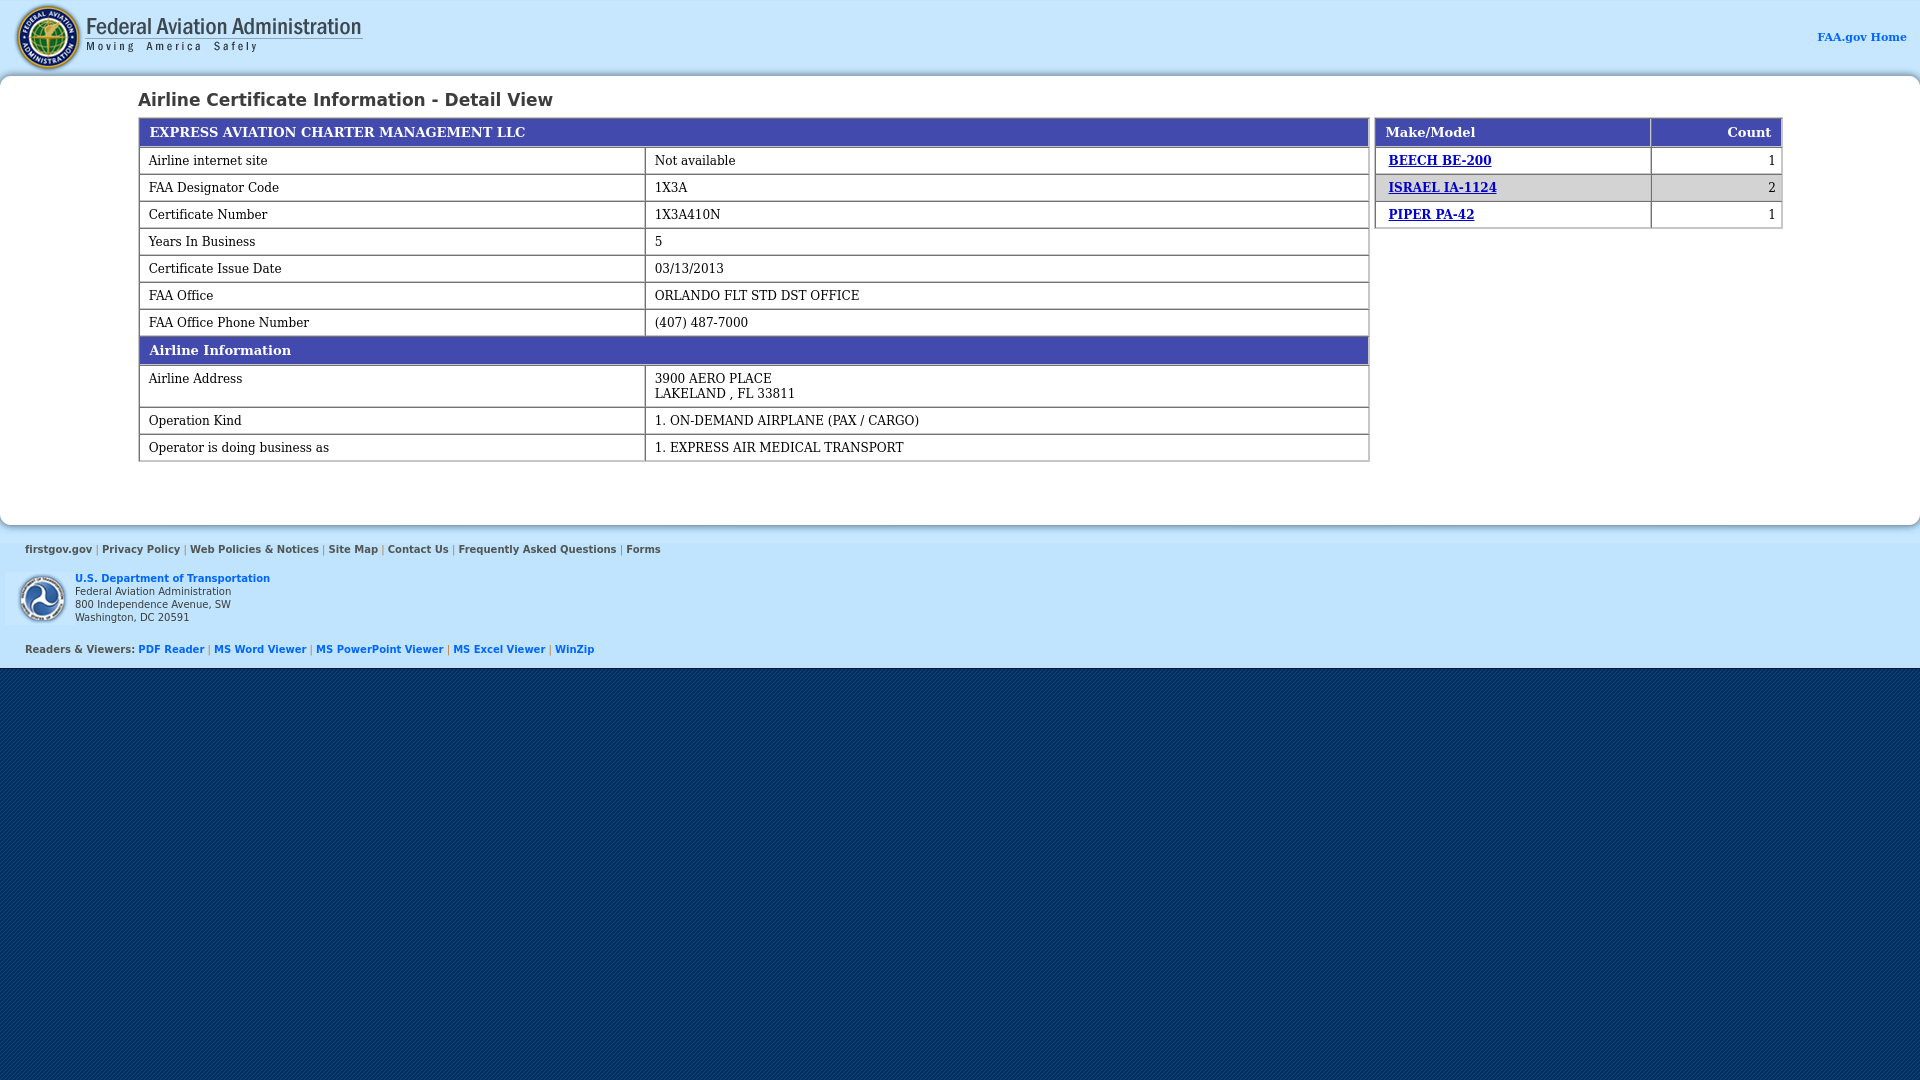 Federal Aviation Administration
Moving America Safely
FAA.gov Home
Airline Certificate Information - Detail View
EXPRESS AVIATION CHARTER MANAGEMENT LLC
Airline internet site Not available
FAA Designator Code 1X3A
Certificate Number 1X3A410N
Years In Business 5
Certificate Issue Date 03/13/2013
FAA Office ORLANDO FLT STD DST OFFICE
FAA Office Phone Number (407) 487-7000
Airline Information
Airline Address 3900 AERO PLACE
LAKELAND , FL 33811
Operation Kind 1. ON-DEMAND AIRPLANE (PAX / CARGO)
Operator is doing business as 1. EXPRESS AIR MEDICAL TRANSPORT
Make/Model Count
BEECH BE-200 1
ISRAEL IA-1124 2
PIPER PA-42 1
firstgov.gov | Privacy Policy | Web Policies & Notices | Site Map | Contact Us | Frequently Asked Questions | Forms
U.S. Department of Transportation
Federal Aviation Administration
800 Independence Avenue, SW
Washington, DC 20591
Readers & Viewers: PDF Reader | MS Word Viewer | MS PowerPoint Viewer | MS Excel Viewer | WinZip